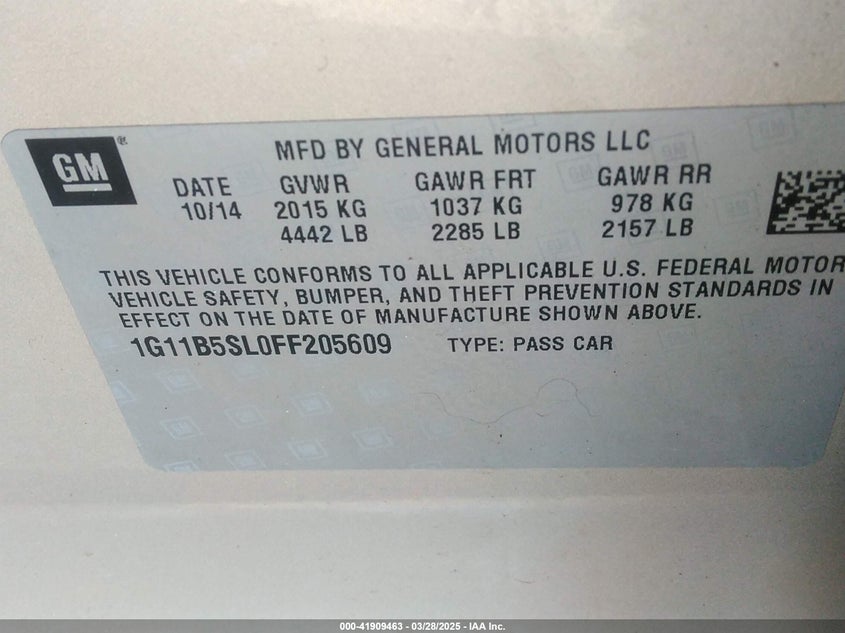 GM®
MFD BY GENERAL MOTORS LLC
DATE GVWR GAWR FRT GAWR RR
10/14 2015 KG 1037 KG 978 KG
4442 LB 2285 LB 2157 LB
THIS VEHICLE CONFORMS TO ALL APPLICABLE U.S. FEDERAL MOTOR
VEHICLE SAFETY, BUMPER, AND THEFT PREVENTION STANDARDS IN
EFFECT ON THE DATE OF MANUFACTURE SHOWN ABOVE.
1G11B5SL0FF205609 TYPE: PASS CAR
000-41909463 - 03/28/2025 - IAA Inc.